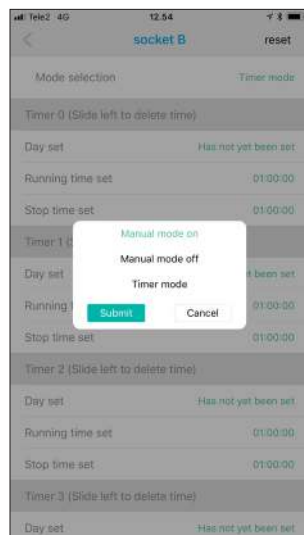 Tele2 4G 12.54
socket B reset
Mode selection Timer mode
Timer 0 (Slide left to delete time)
Day set Has not yet been set
Running time set 01:00:00
Stop time set 01:00:00
Timer 1 (S
Manual mode on
Manual mode off
Timer mode
Submit Cancel
Day set t been set
Running t 01:00:00
Stop time set 01:00:00
Timer 2 (Slide left to delete time)
Day set Has not yet been set
Running time set 01:00:00
Stop time set 01:00:00
Timer 3 (Slide left to delete time)
Day set Has not yet been set